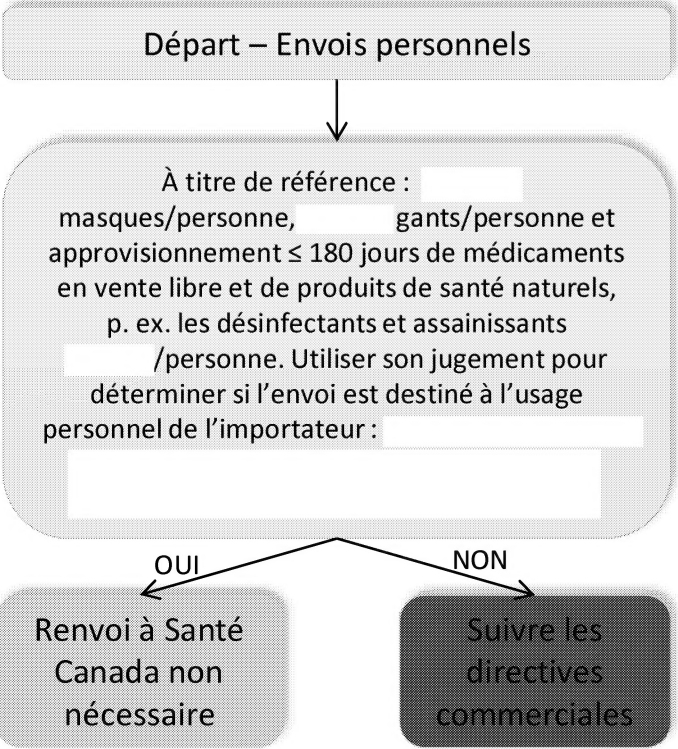 Départ – Envois personnels
À titre de référence :
masques/personne, gants/personne et
approvisionnement ≤ 180 jours de médicaments
en vente libre et de produits de santé naturels,
p. ex. les désinfectants et assainissants
/personne. Utiliser son jugement pour
déterminer si l’envoi est destiné à l’usage
personnel de l’importateur :
OUI
NON
Renvoi à Santé
Canada non
nécessaire
Suivre les
directives
commerciales